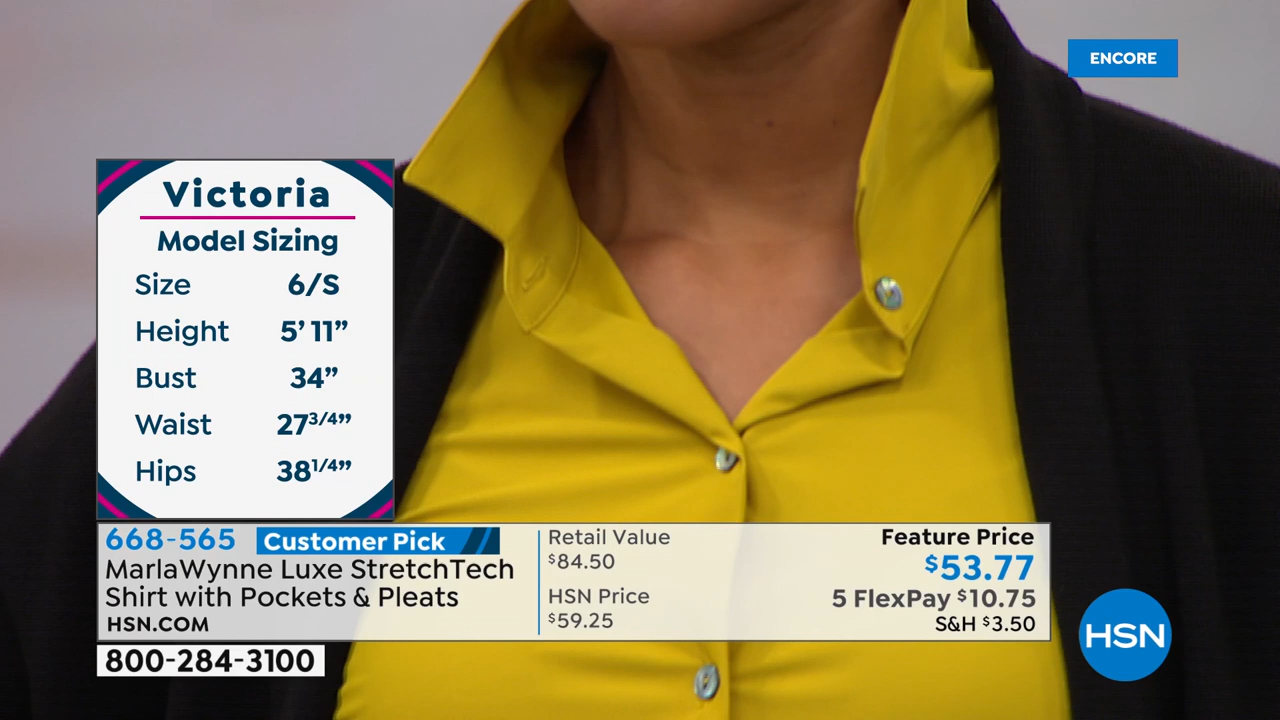 ENCORE
Victoria
Model Sizing
Size 6/S
Height 5' 11”
Bust 34”
Waist 27 3/4”
Hips 38 1/4”
668-565 Customer Pick
MarlaWynne Luxe StretchTech
Shirt with Pockets & Pleats
HSN.COM
800-284-3100
Retail Value
$84.50
HSN Price
$59.25
Feature Price
$53.77
5 FlexPay $10.75
S&H $3.50
HSN